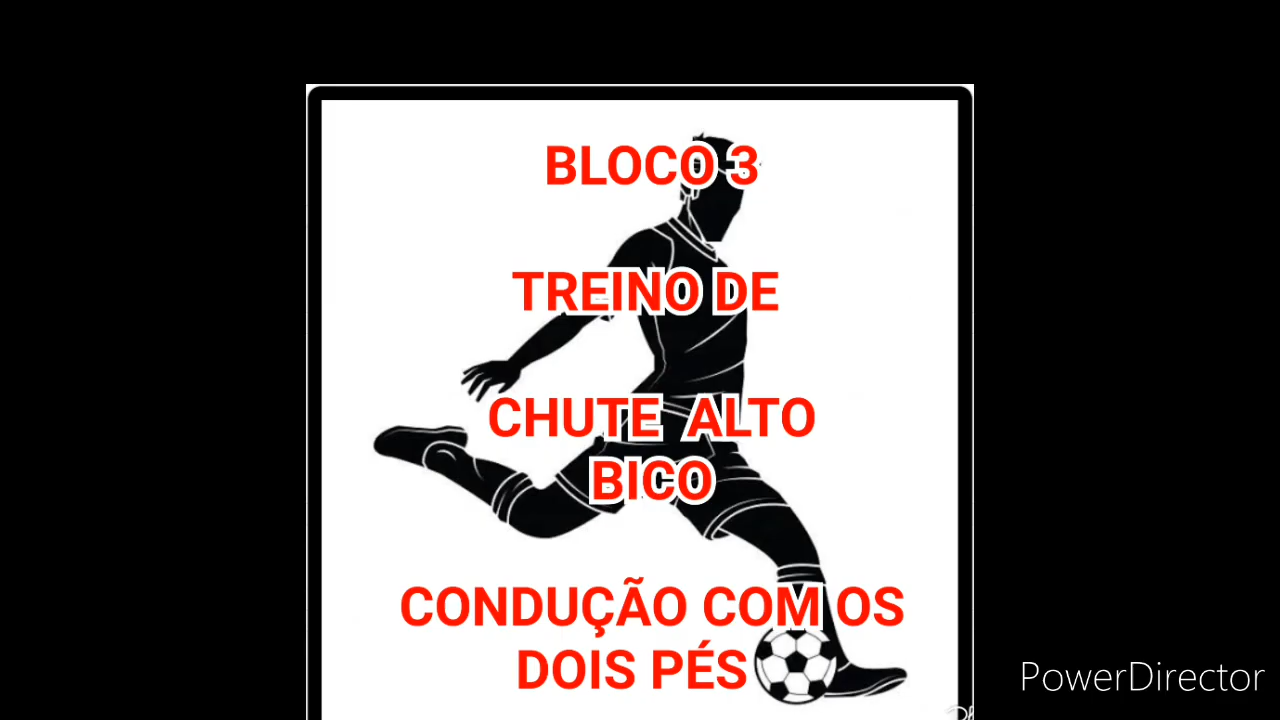 BLOCO 3
TREINO DE
CHUTE ALTO
BICO
CONDUÇÃO COM OS
DOIS PÉS
PowerDirector